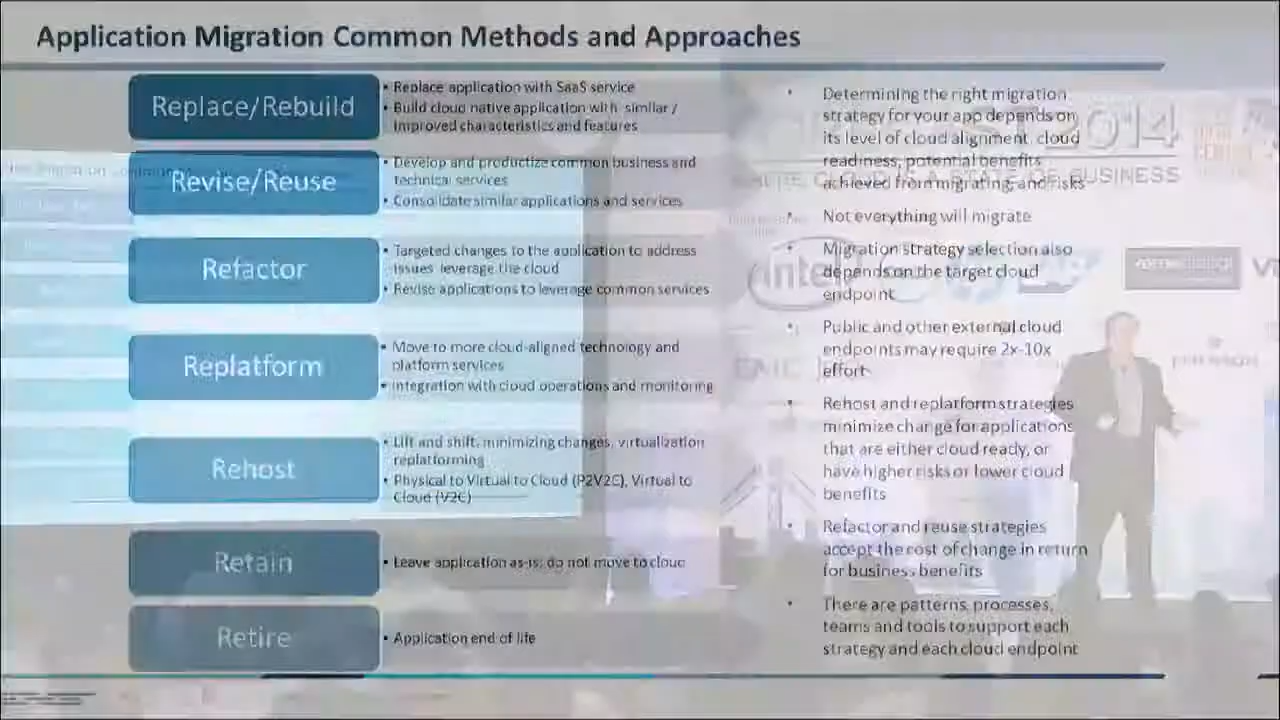 Application Migration Common Methods and Approaches
Replace/Rebuild
• Replace application with SaaS service
• Build cloud native application with similar /
improved characteristics and features
Revise/Reuse
• Develop and productize common business and
technical services
• Consolidate similar applications and services
Refactor
• Targeted changes to the application to address
issues leverage the cloud
• Revise applications to leverage common services
Replatform
• Move to more cloud-aligned technology and
platform services
• Integration with cloud operations and monitoring
Rehost
• Lift and shift, minimizing changes, virtualization
replatforming
• Physical to Virtual to Cloud (P2V2C), Virtual to
Cloud (V2C)
Retain
• Leave application as-is; do not move to cloud
Retire
• Application end of life
• Determining the right migration
strategy for your app depends on
its level of cloud alignment, cloud
readiness, potential benefits
achieved from migrating, and risks
• Not everything will migrate
• Migration strategy selection also
depends on the target cloud
endpoint
• Public and other external cloud
endpoints may require 2x-10x
effort
• Rehost and replatform strategies
minimize change for applications
that are either cloud ready, or
have higher risks or lower cloud
benefits
• Refactor and reuse strategies
accept the cost of change in return
for business benefits
• There are patterns, processes,
teams and tools to support each
strategy and each cloud endpoint
2014
CLOUD IS A STATE OF BUSINESS
intel
EMC